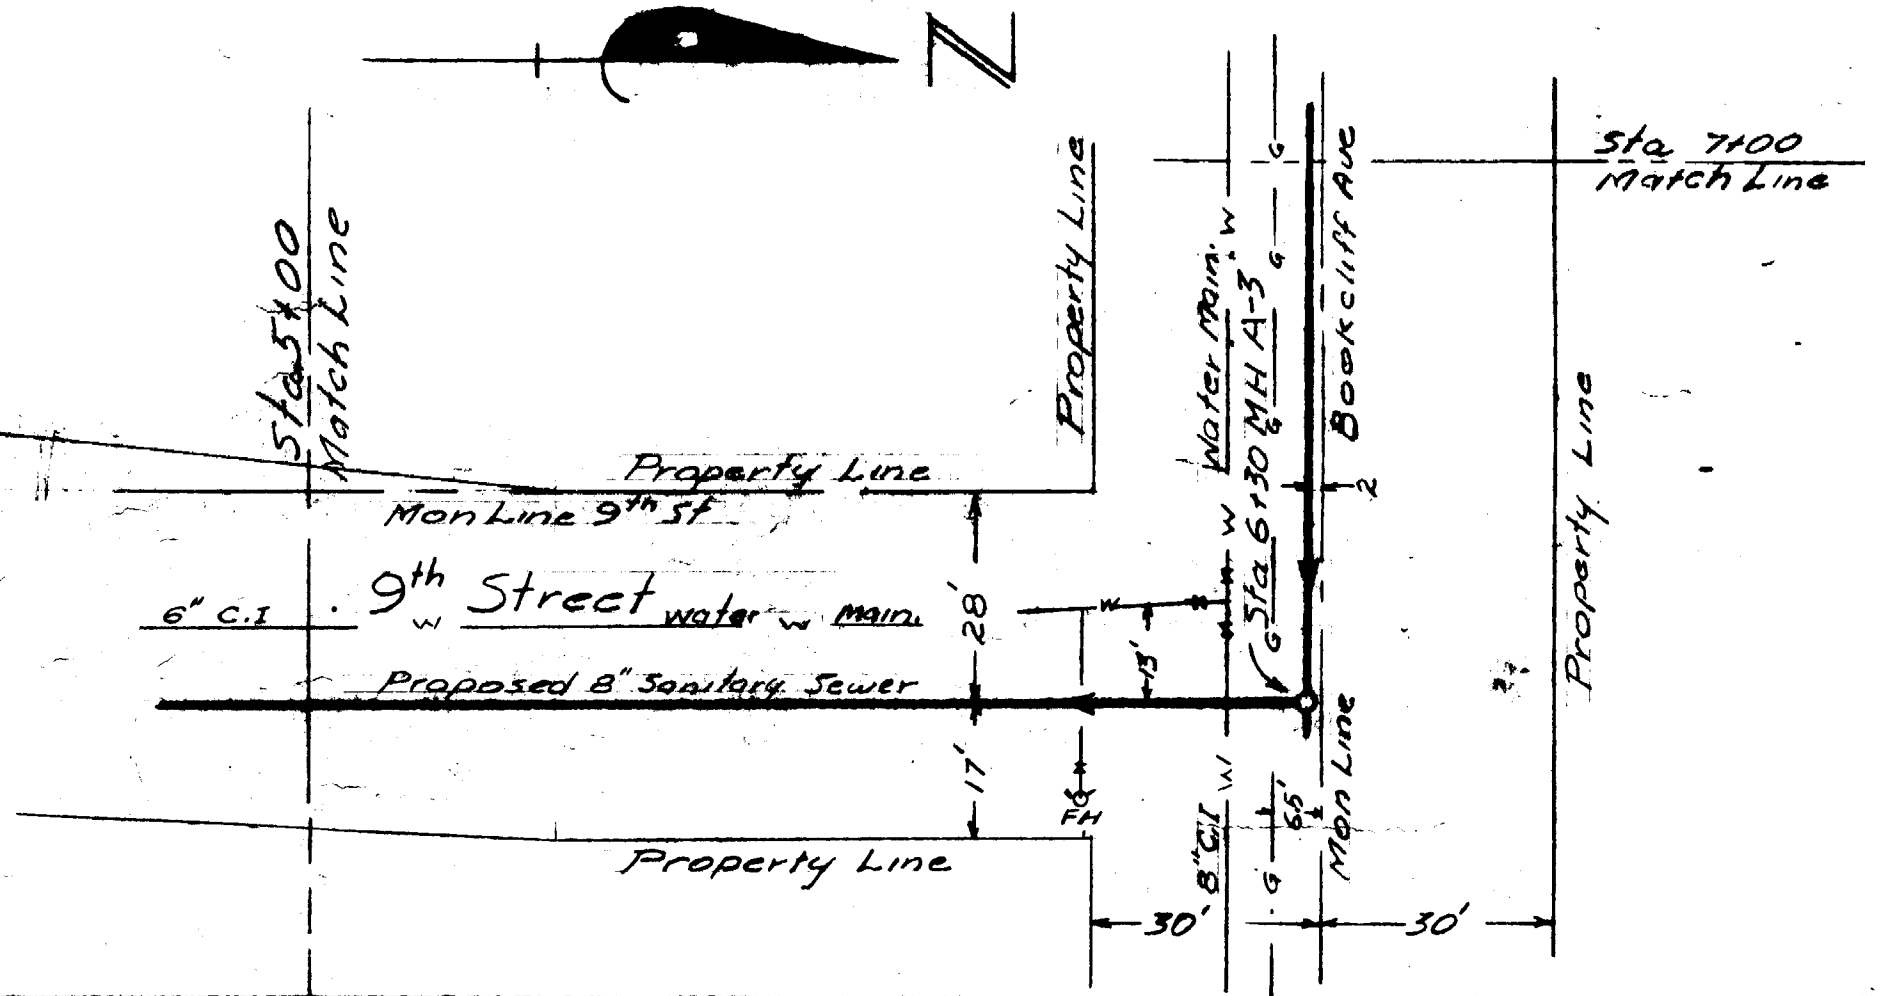 N
Sta 7+00
Match Line
Sta 5+00
Match Line
Property Line
Water Main
W
Sta 6+30 MH A-3
G
G
G
G
Bookcliff Ave
Property Line
Mon Line 9th St
2
W
Property Line
9th Street
6" C.I
W
Water
W
Main
W
28'
13'
Proposed 8" Sanitary Sewer
17'
FH
8" C.I
W
G
6.5'
Mon Line
Property Line
30'
30'